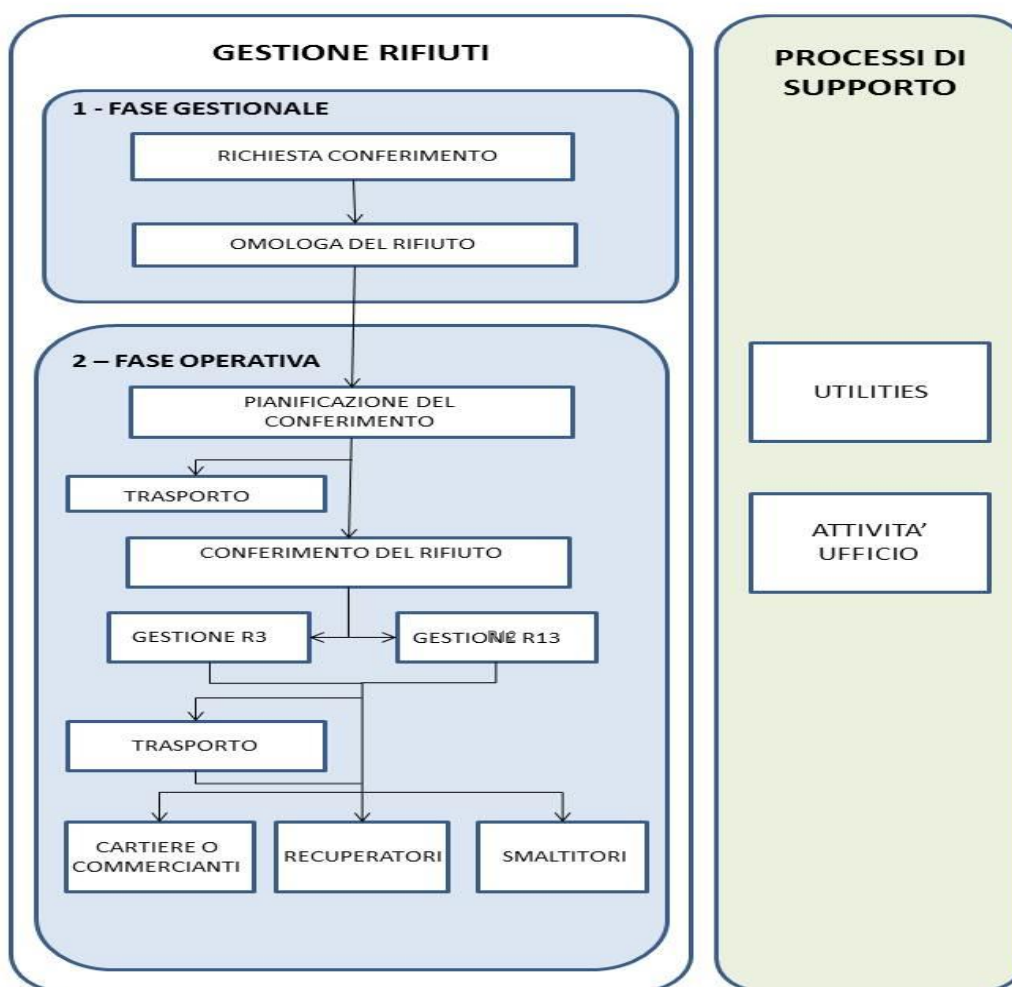 GESTIONE RIFIUTI
1 - FASE GESTIONALE
RICHIESTA CONFERIMENTO
OMOLOGA DEL RIFIUTO
2 – FASE OPERATIVA
PIANIFICAZIONE DEL
CONFERIMENTO
TRASPORTO
CONFERIMENTO DEL RIFIUTO
GESTIONE R3
GESTIONE R13
TRASPORTO
CARTIERE O
COMMERCIANTI
RECUPERATORI
SMALTITORI
PROCESSI DI
SUPPORTO
UTILITIES
ATTIVITA’
UFFICIO